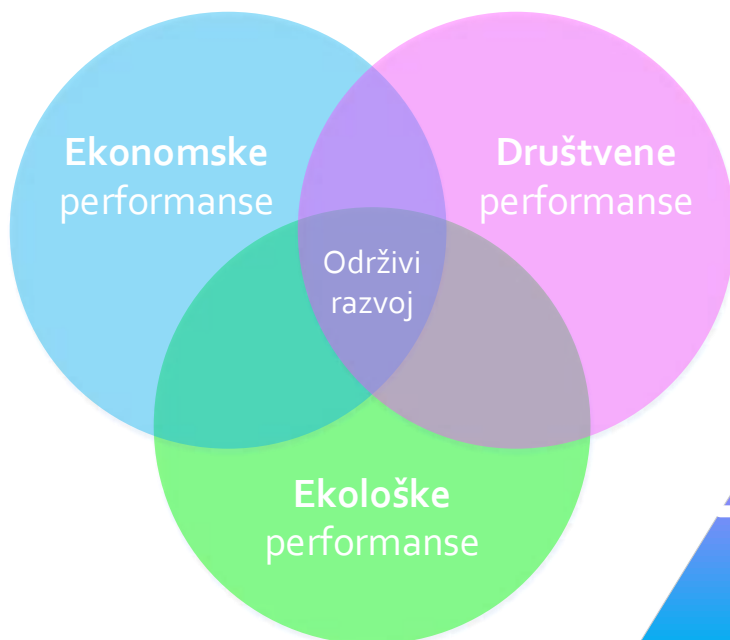 Ekonomske
performanse
Društvene
performanse
Održivi
razvoj
Ekološke
performanse